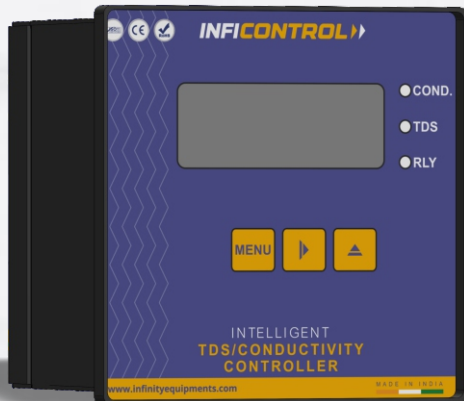 INFICONTROL
COND.
TDS
RLY
MENU
INTELLIGENT
TDS/CONDUCTIVITY
CONTROLLER
www.infinityequipments.com
MADE IN INDIA